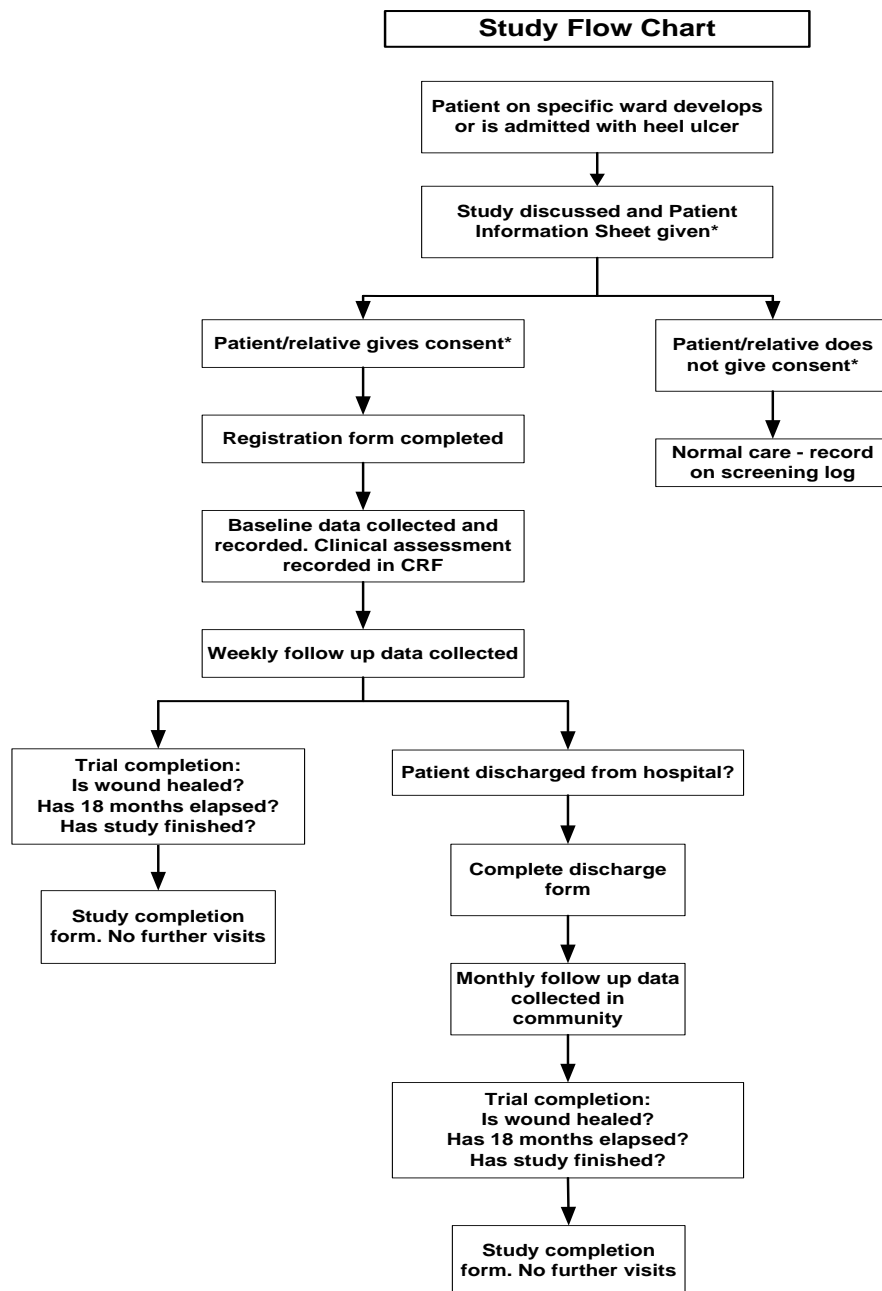 Study Flow Chart
Patient on specific ward develops
or is admitted with heel ulcer
Study discussed and Patient
Information Sheet given*
Patient/relative gives consent*
Patient/relative does
not give consent*
Registration form completed
Normal care - record
on screening log
Baseline data collected and
recorded. Clinical assessment
recorded in CRF
Weekly follow up data collected
Trial completion:
Is wound healed?
Has 18 months elapsed?
Has study finished?
Patient discharged from hospital?
Complete discharge
form
Study completion
form. No further visits
Monthly follow up data
collected in
community
Trial completion:
Is wound healed?
Has 18 months elapsed?
Has study finished?
Study completion
form. No further visits